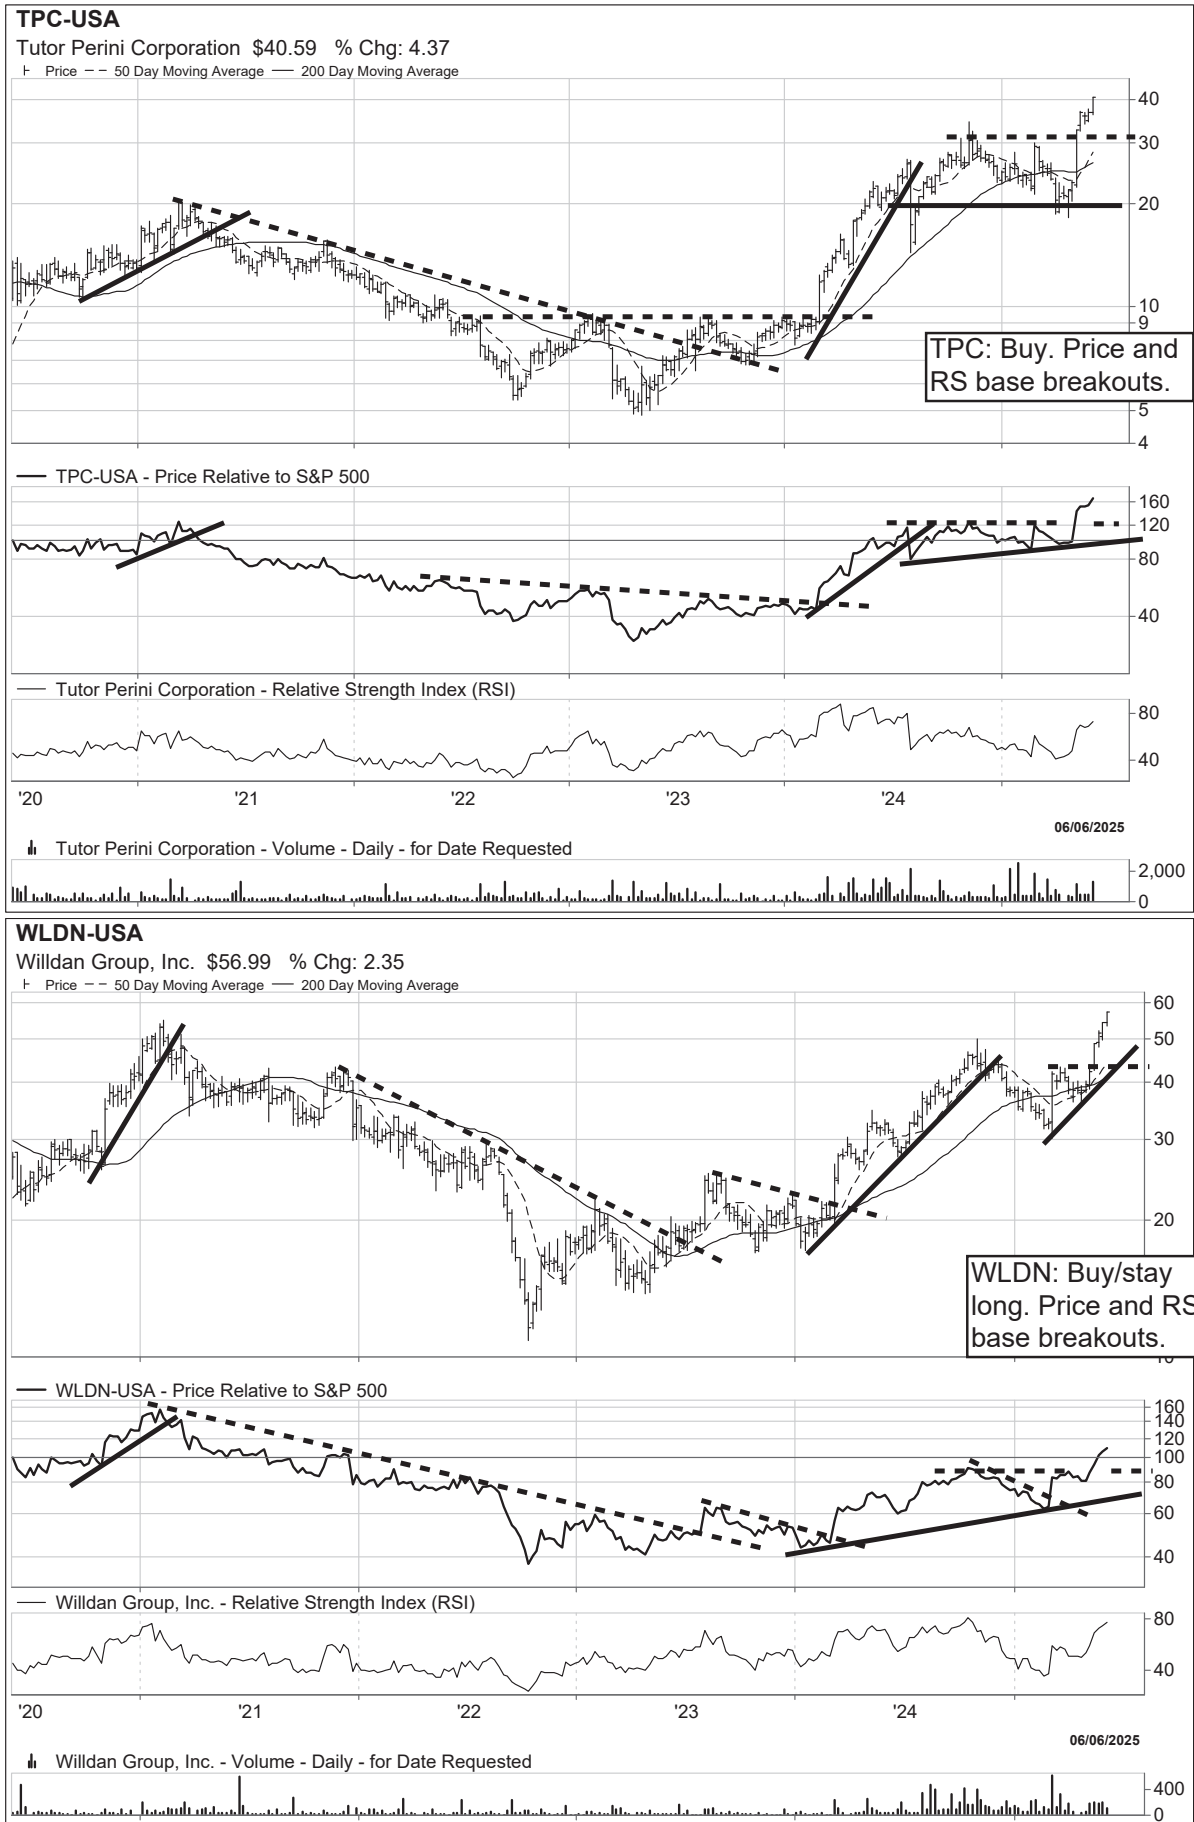 TPC-USA
Tutor Perini Corporation $40.59 % Chg: 4.37
Price 50 Day Moving Average 200 Day Moving Average
40
30
20
10
9
TPC: Buy. Price and
RS base breakouts.
5
4
TPC-USA - Price Relative to S&P 500
160
120
80
40
Tutor Perini Corporation - Relative Strength Index (RSI)
80
40
'20 '21 '22 '23 '24
06/06/2025
Tutor Perini Corporation - Volume - Daily - for Date Requested
2,000
0
WLDN-USA
Willdan Group, Inc. $56.99 % Chg: 2.35
Price 50 Day Moving Average 200 Day Moving Average
60
50
40
30
20
WLDN: Buy/stay
long. Price and RS
base breakouts.
10
WLDN-USA - Price Relative to S&P 500
160
140
120
100
80
60
40
Willdan Group, Inc. - Relative Strength Index (RSI)
80
40
'20 '21 '22 '23 '24
06/06/2025
Willdan Group, Inc. - Volume - Daily - for Date Requested
400
0